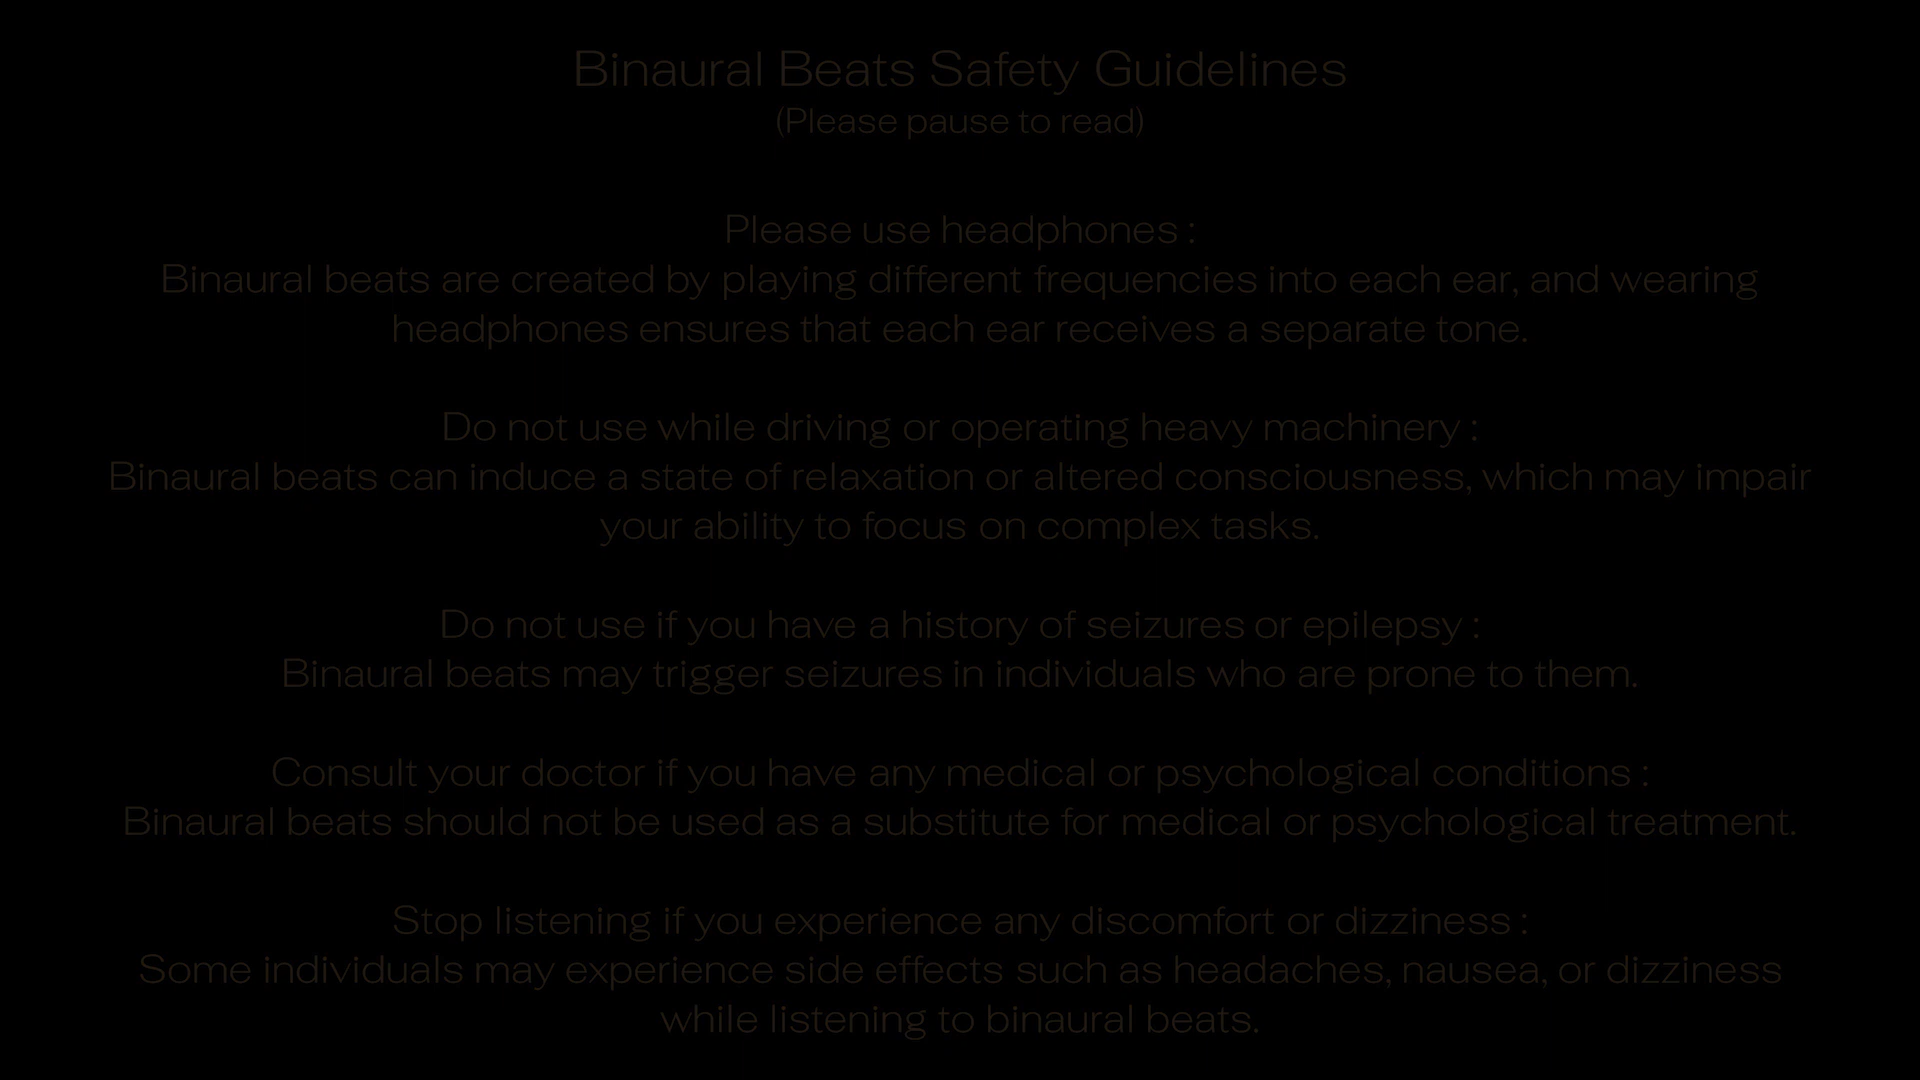 Binaural Beats Safety Guidelines
(Please pause to read)
Please use headphones :
Binaural beats are created by playing different frequencies into each ear, and wearing
headphones ensures that each ear receives a separate tone.
Do not use while driving or operating heavy machinery :
Binaural beats can induce a state of relaxation or altered consciousness, which may impair
your ability to focus on complex tasks.
Do not use if you have a history of seizures or epilepsy :
Binaural beats may trigger seizures in individuals who are prone to them.
Consult your doctor if you have any medical or psychological conditions :
Binaural beats should not be used as a substitute for medical or psychological treatment.
Stop listening if you experience any discomfort or dizziness :
Some individuals may experience side effects such as headaches, nausea, or dizziness
while listening to binaural beats.